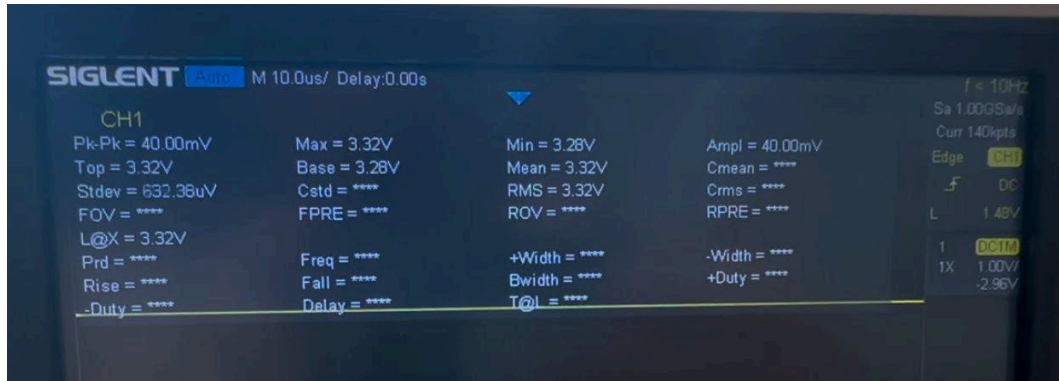 SIGLENT Auto M 10.0us/ Delay:0.00s
f < 10Hz
Sa 1.00GSa/s
Curr 140kpts
Edge CH1
DC
L 1.48V
1 DC1M
1X 1.00V/
-2.96V
CH1
Pk-Pk = 40.00mV Max = 3.32V Min = 3.28V Ampl = 40.00mV
Top = 3.32V Base = 3.28V Mean = 3.32V Cmean = ****
Stdev = 632.38uV Cstd = **** RMS = 3.32V Crms = ****
FOV = **** FPRE = **** ROV = **** RPRE = ****
L@X = 3.32V
Prd = **** Freq = **** +Width = **** -Width = ****
Rise = **** Fall = **** Bwidth = **** +Duty = ****
-Duty = **** Delay = **** T@L = ****